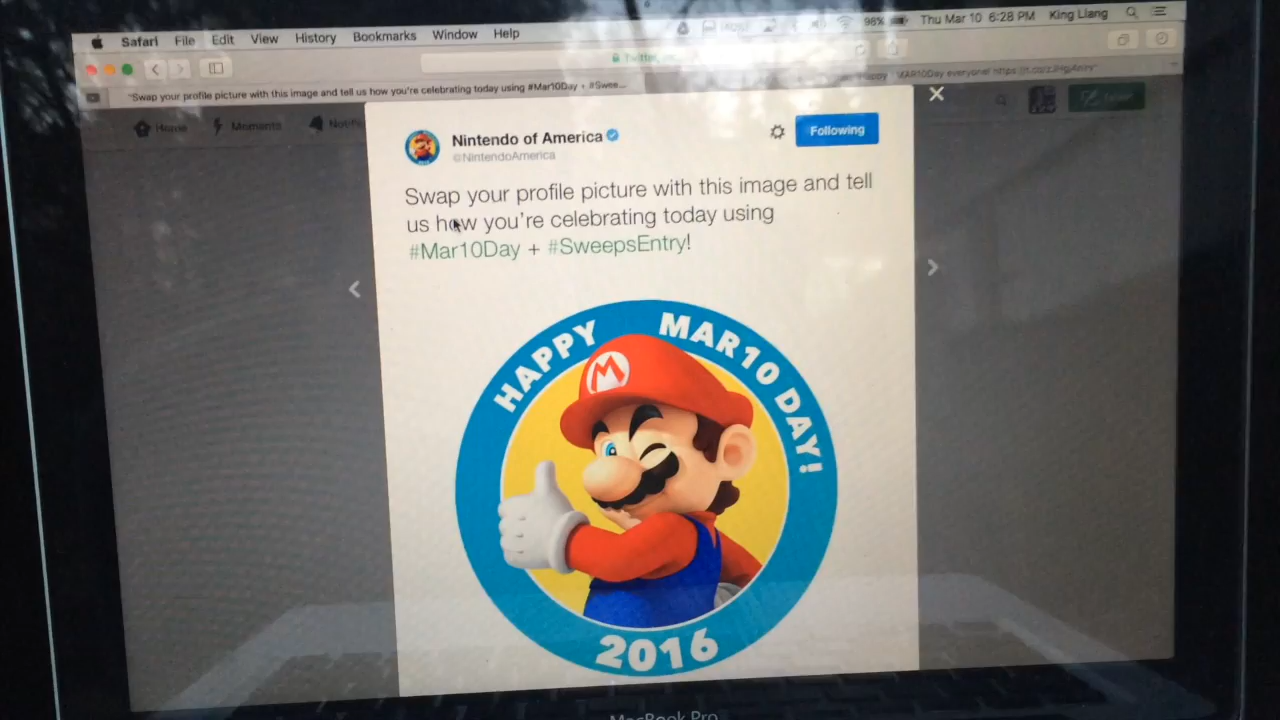 Safari File Edit View History Bookmarks Window Help 98% Thu Mar 10 6:28 PM King Liang
"Swap your profile picture with this image and tell us how you're celebrating today using #Mar10Day + #Swee...
Home Moments
Nintendo of America
@NintendoAmerica
Following
Swap your profile picture with this image and tell
us how you're celebrating today using
#Mar10Day + #SweepsEntry!
HAPPY MAR10 DAY!
M
2016
MacBook Pro